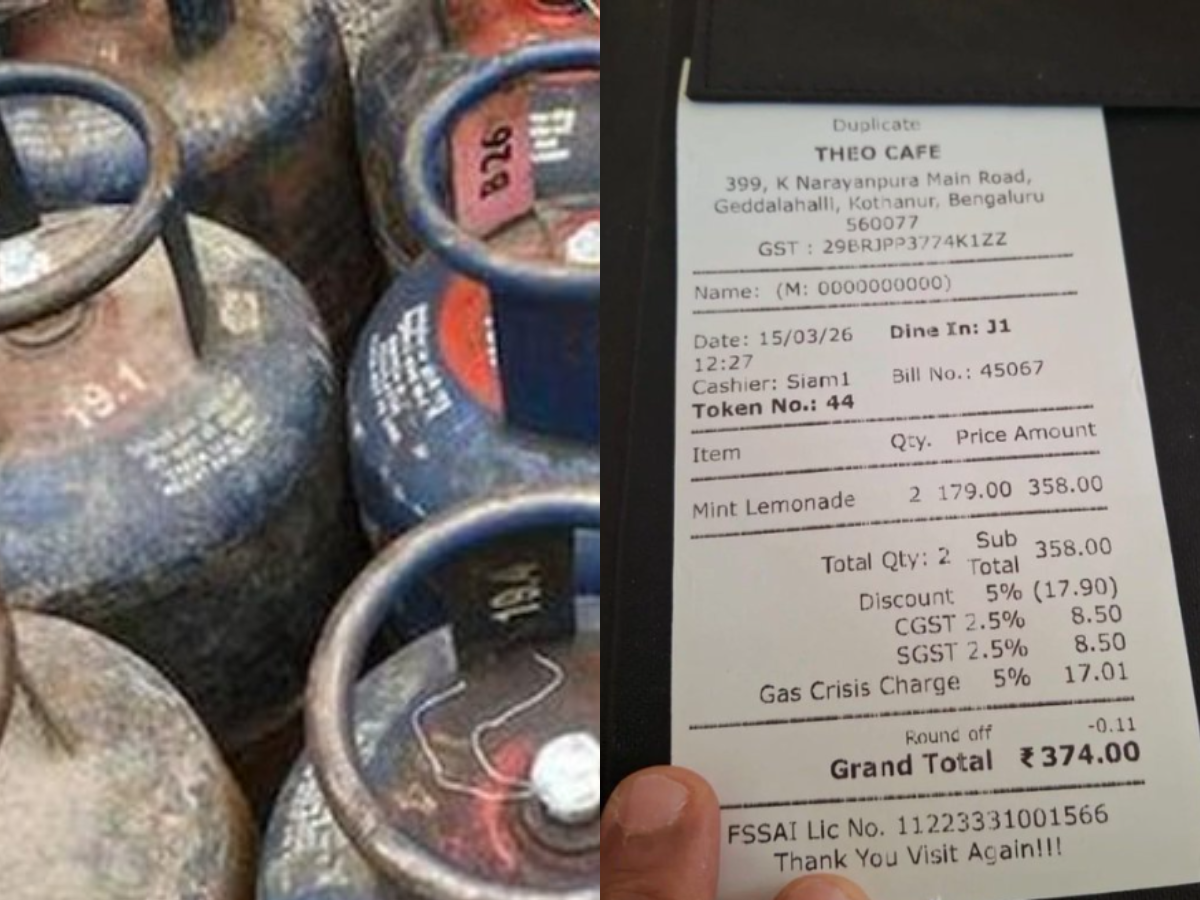 B26
19.1
Duplicate
THEO CAFE
399, K Narayanpura Main Road,
Geddalahalli, Kothanur, Bengaluru
560077
GST : 29BRJPP3774K1ZZ
Name: (M: 0000000000)
Date: 15/03/26 Dine In: J1
12:27
Cashier: Siam1 Bill No.: 45067
Token No.: 44
Item Qty. Price Amount
Mint Lemonade 2 179.00 358.00
Total Qty: 2 Sub Total 358.00
Discount 5% (17.90)
CGST 2.5% 8.50
SGST 2.5% 8.50
Gas Crisis Charge 5% 17.01
Round off -0.11
Grand Total ₹374.00
FSSAI Lic No. 11223331001566
Thank You Visit Again!!!